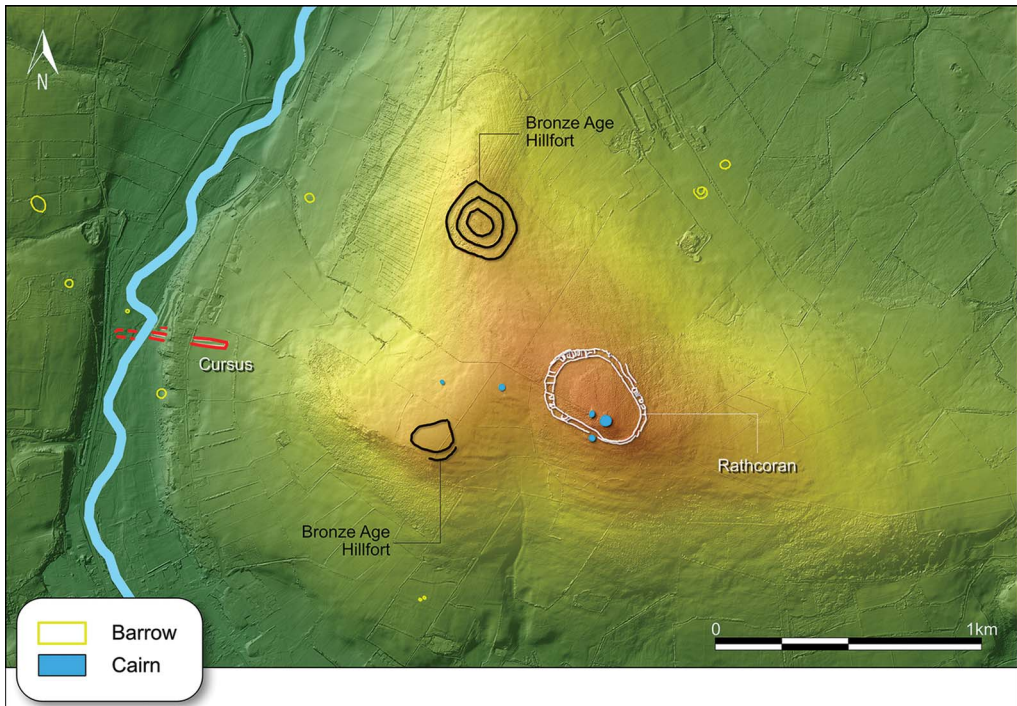 N
Bronze Age
Hillfort
Cursus
Rathcoran
Bronze Age
Hillfort
Barrow
Cairn
0 1km